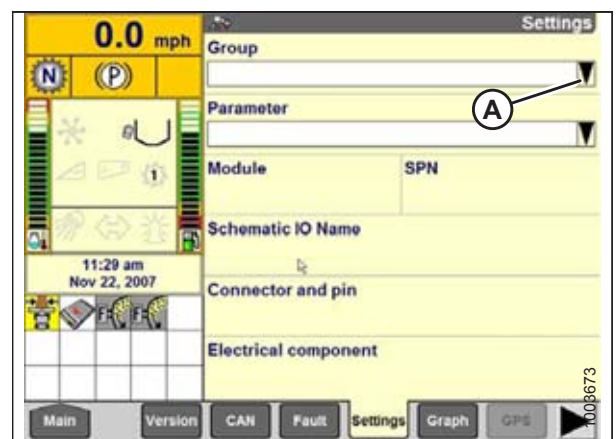 0.0 mph
Settings
N
P
Group
A
Parameter
Module
SPN
1
Schematic IO Name
11:29 am
Nov 22, 2007
Connector and pin
F
F
Electrical component
1003673
Main
Version
CAN
Fault
Settings
Graph
GPS